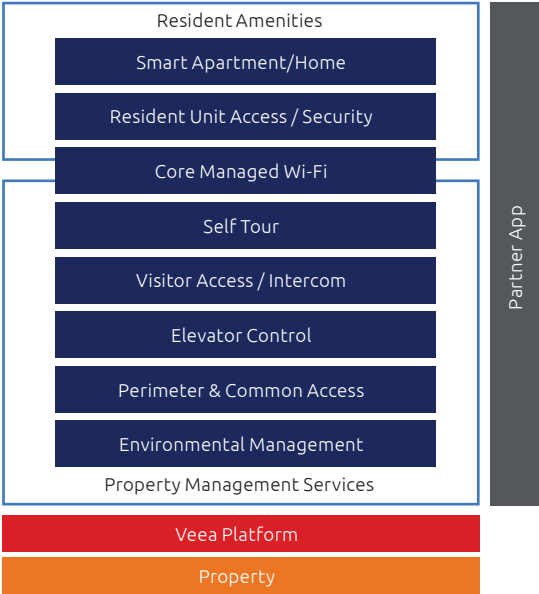 Resident Amenities
Smart Apartment/Home
Resident Unit Access / Security
Core Managed Wi-Fi
Self Tour
Visitor Access / Intercom
Elevator Control
Perimeter & Common Access
Environmental Management
Property Management Services
Partner App
Veea Platform
Property